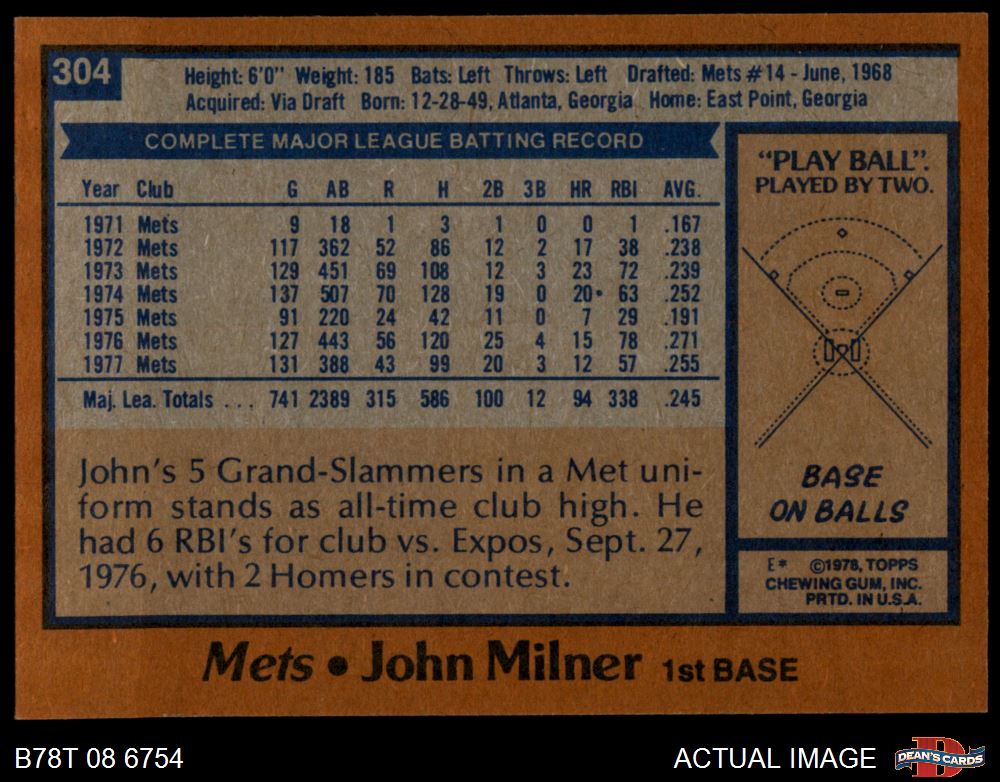 304
Height: 6'0" Weight: 185 Bats: Left Throws: Left Drafted: Mets #14 - June, 1968
Acquired: Via Draft Born: 12-28-49, Atlanta, Georgia Home: East Point, Georgia
COMPLETE MAJOR LEAGUE BATTING RECORD
Year Club G AB R H 2B 3B HR RBI AVG.
1971 Mets 9 18 1 3 1 0 0 1 .167
1972 Mets 117 362 52 86 12 2 17 38 .238
1973 Mets 129 451 69 108 12 3 23 72 .239
1974 Mets 137 507 70 128 19 0 20• 63 .252
1975 Mets 91 220 24 42 11 0 7 29 .191
1976 Mets 127 443 56 120 25 4 15 78 .271
1977 Mets 131 388 43 99 20 3 12 57 .255
Maj. Lea. Totals ... 741 2389 315 586 100 12 94 338 .245
John's 5 Grand-Slammers in a Met uni-
form stands as all-time club high. He
had 6 RBI's for club vs. Expos, Sept. 27,
1976, with 2 Homers in contest.
"PLAY BALL".
PLAYED BY TWO.
BASE
ON BALLS
E* ©1978, TOPPS
CHEWING GUM, INC.
PRTD. IN U.S.A.
Mets • John Milner 1st BASE
B78T 08 6754
ACTUAL IMAGE
D
DEAN'S CARDS